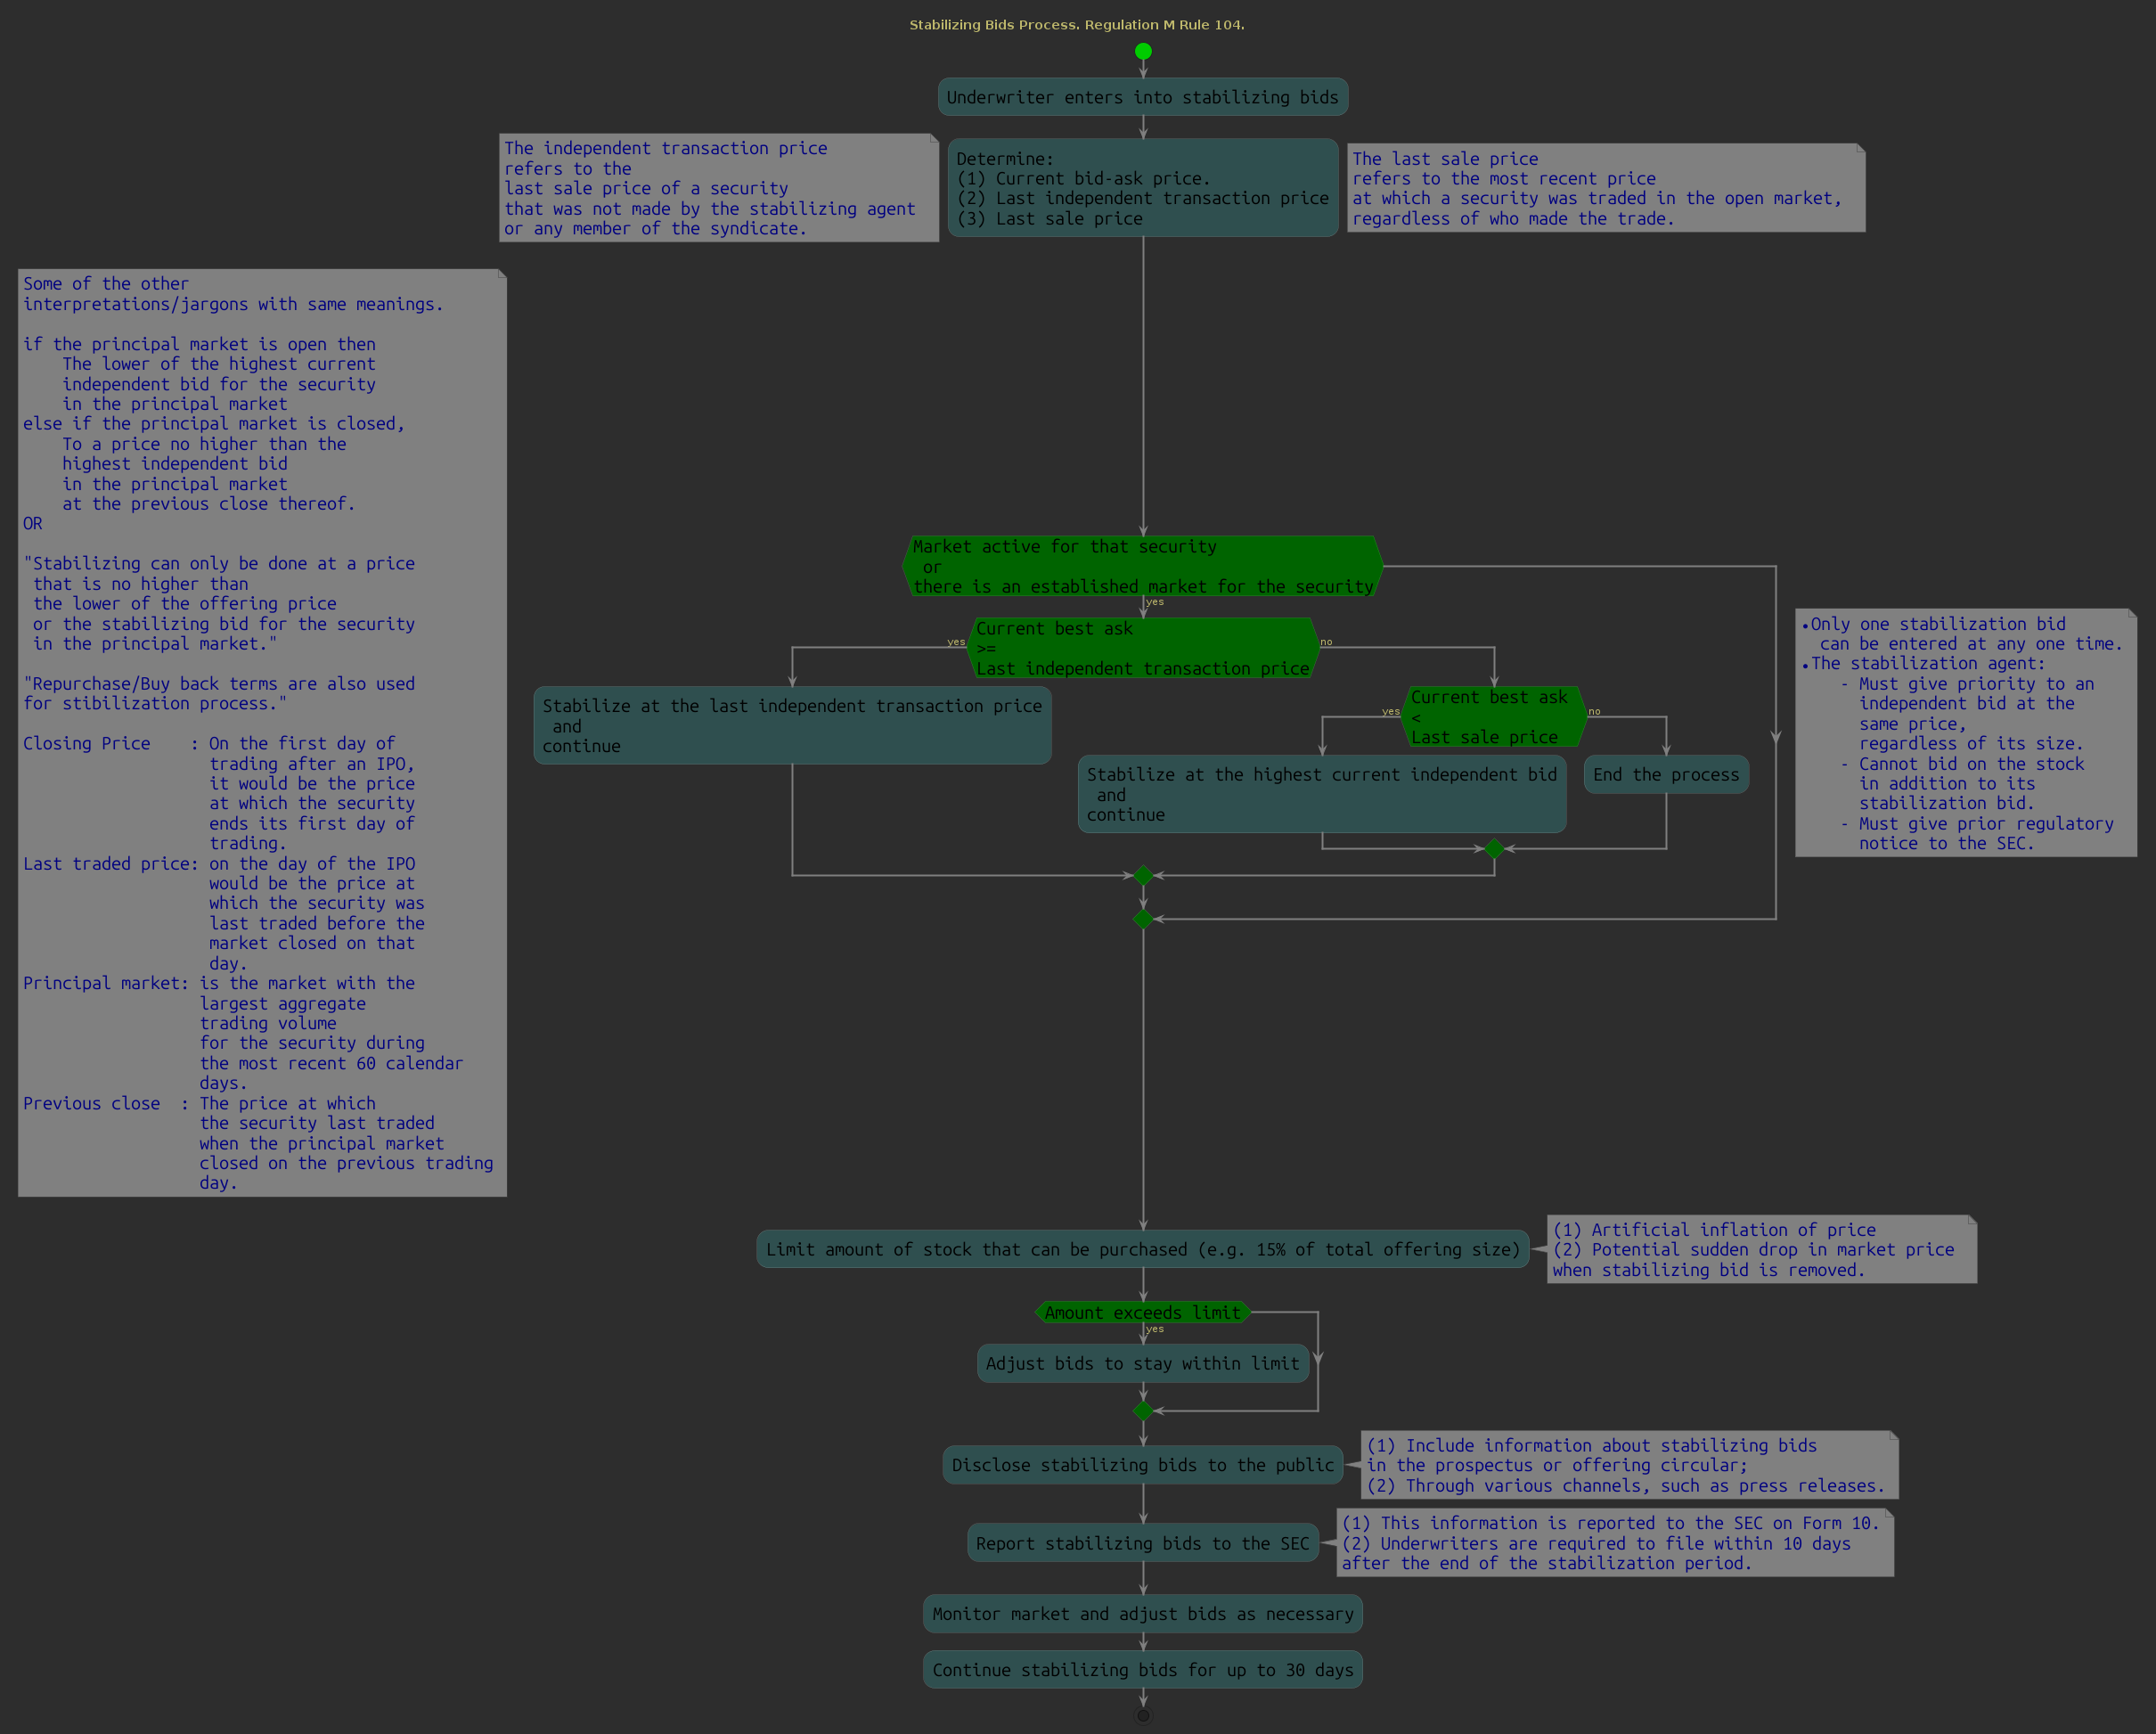 Stabilizing Bids Process. Regulation M Rule 104.
Underwriter enters into stabilizing bids
The independent transaction price
refers to the
last sale price of a security
that was not made by the stabilizing agent
or any member of the syndicate.
Determine:
(1) Current bid-ask price.
(2) Last independent transaction price
(3) Last sale price
The last sale price
refers to the most recent price
at which a security was traded in the open market,
regardless of who made the trade.
Some of the other
interpretations/jargons with same meanings.
if the principal market is open then
The lower of the highest current
independent bid for the security
in the principal market
else if the principal market is closed,
To a price no higher than the
highest independent bid
in the principal market
at the previous close thereof.
OR
"Stabilizing can only be done at a price
that is no higher than
the lower of the offering price
or the stabilizing bid for the security
in the principal market."
"Repurchase/Buy back terms are also used
for stibilization process."
Closing Price    : On the first day of
trading after an IPO,
it would be the price
at which the security
ends its first day of
trading.
Last traded price: on the day of the IPO
would be the price at
which the security was
last traded before the
market closed on that
day.
Principal market: is the market with the
largest aggregate
trading volume
for the security during
the most recent 60 calendar
days.
Previous close  : The price at which
the security last traded
when the principal market
closed on the previous trading
day.
Market active for that security
or
there is an established market for the security
yes
Current best ask
>=
Last independent transaction price
yes
no
Stabilize at the last independent transaction price
and
continue
Current best ask
<
Last sale price
yes
no
Stabilize at the highest current independent bid
and
continue
End the process
•Only one stabilization bid
can be entered at any one time.
•The stabilization agent:
- Must give priority to an
independent bid at the
same price,
regardless of its size.
- Cannot bid on the stock
in addition to its
stabilization bid.
- Must give prior regulatory
notice to the SEC.
Limit amount of stock that can be purchased (e.g. 15% of total offering size)
(1) Artificial inflation of price
(2) Potential sudden drop in market price
when stabilizing bid is removed.
Amount exceeds limit
yes
Adjust bids to stay within limit
Disclose stabilizing bids to the public
(1) Include information about stabilizing bids
in the prospectus or offering circular;
(2) Through various channels, such as press releases.
Report stabilizing bids to the SEC
(1) This information is reported to the SEC on Form 10.
(2) Underwriters are required to file within 10 days
after the end of the stabilization period.
Monitor market and adjust bids as necessary
Continue stabilizing bids for up to 30 days